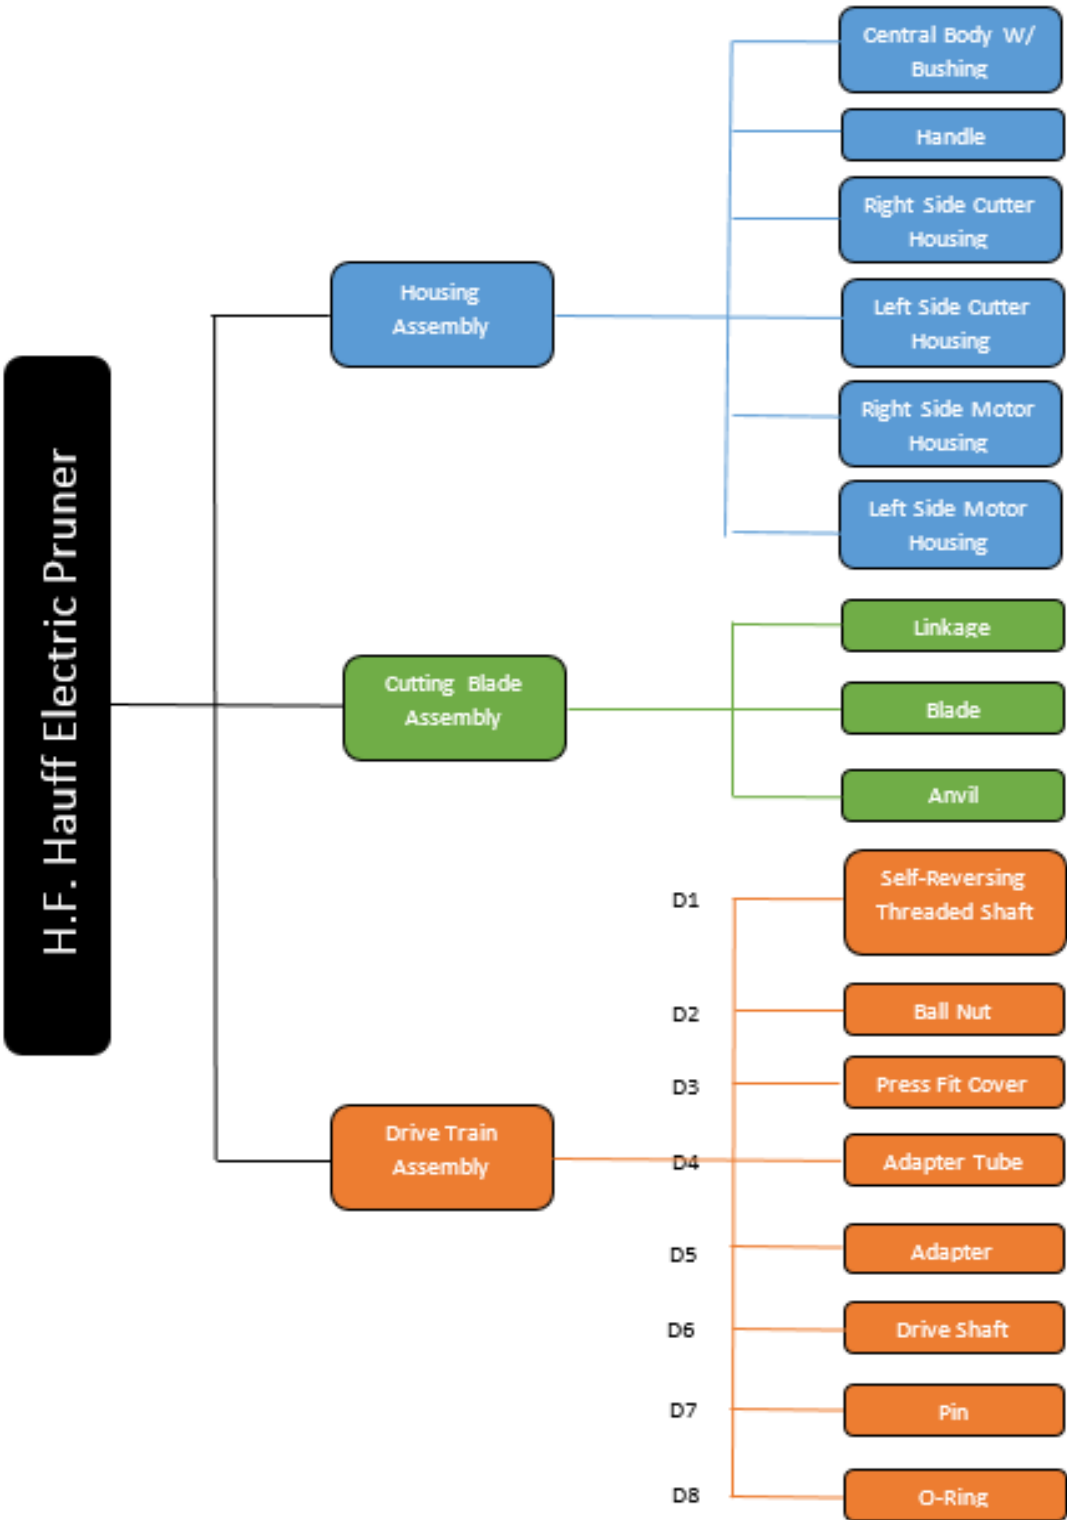 H.F. Hauff Electric Pruner
Housing
Assembly
Central Body W/
Bushing
Handle
Right Side Cutter
Housing
Left Side Cutter
Housing
Right Side Motor
Housing
Left Side Motor
Housing
Cutting Blade
Assembly
Linkage
Blade
Anvil
Drive Train
Assembly
D1
Self-Reversing
Threaded Shaft
D2
Ball Nut
D3
Press Fit Cover
D4
Adapter Tube
D5
Adapter
D6
Drive Shaft
D7
Pin
D8
O-Ring